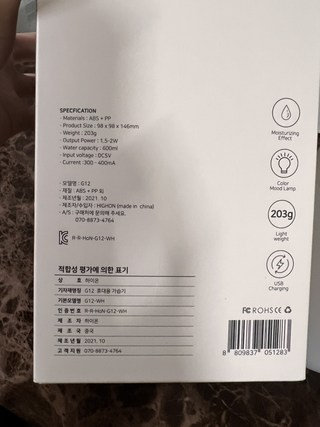 SPECFICATION
· Materials : ABS + PP
· Product Size : 98 x 98 x 146mm
· Weight : 203g
· Output Power : 1.5-2W
· Water capacity : 600ml
· Input voltage : DC5V
· Current : 300 - 400mA
· 모델명 : G12
· 재질 : ABS + PP 외
· 제조년월 : 2021. 10
· 제조자/수입자 : HIGHON (made in china)
· A/S : 구매처에 문의해 주세요.
070-8873-4764
R-R-HoN-G12-WH
적합성 평가에 의한 표기
상 호 하이온
기자재명칭 G12 휴대용 가습기
기본모델명 G12-WH
인증번호 R-R-HoN-G12-WH
제 조 자 하이온
제 조 국 중국
제조년월 2021. 10
고객지원 070-8873-4764
Moisturizing
Effect
Color
Mood Lamp
203g
Light
weight
USB
Charging
FC ROHS CE
8 809837 051283